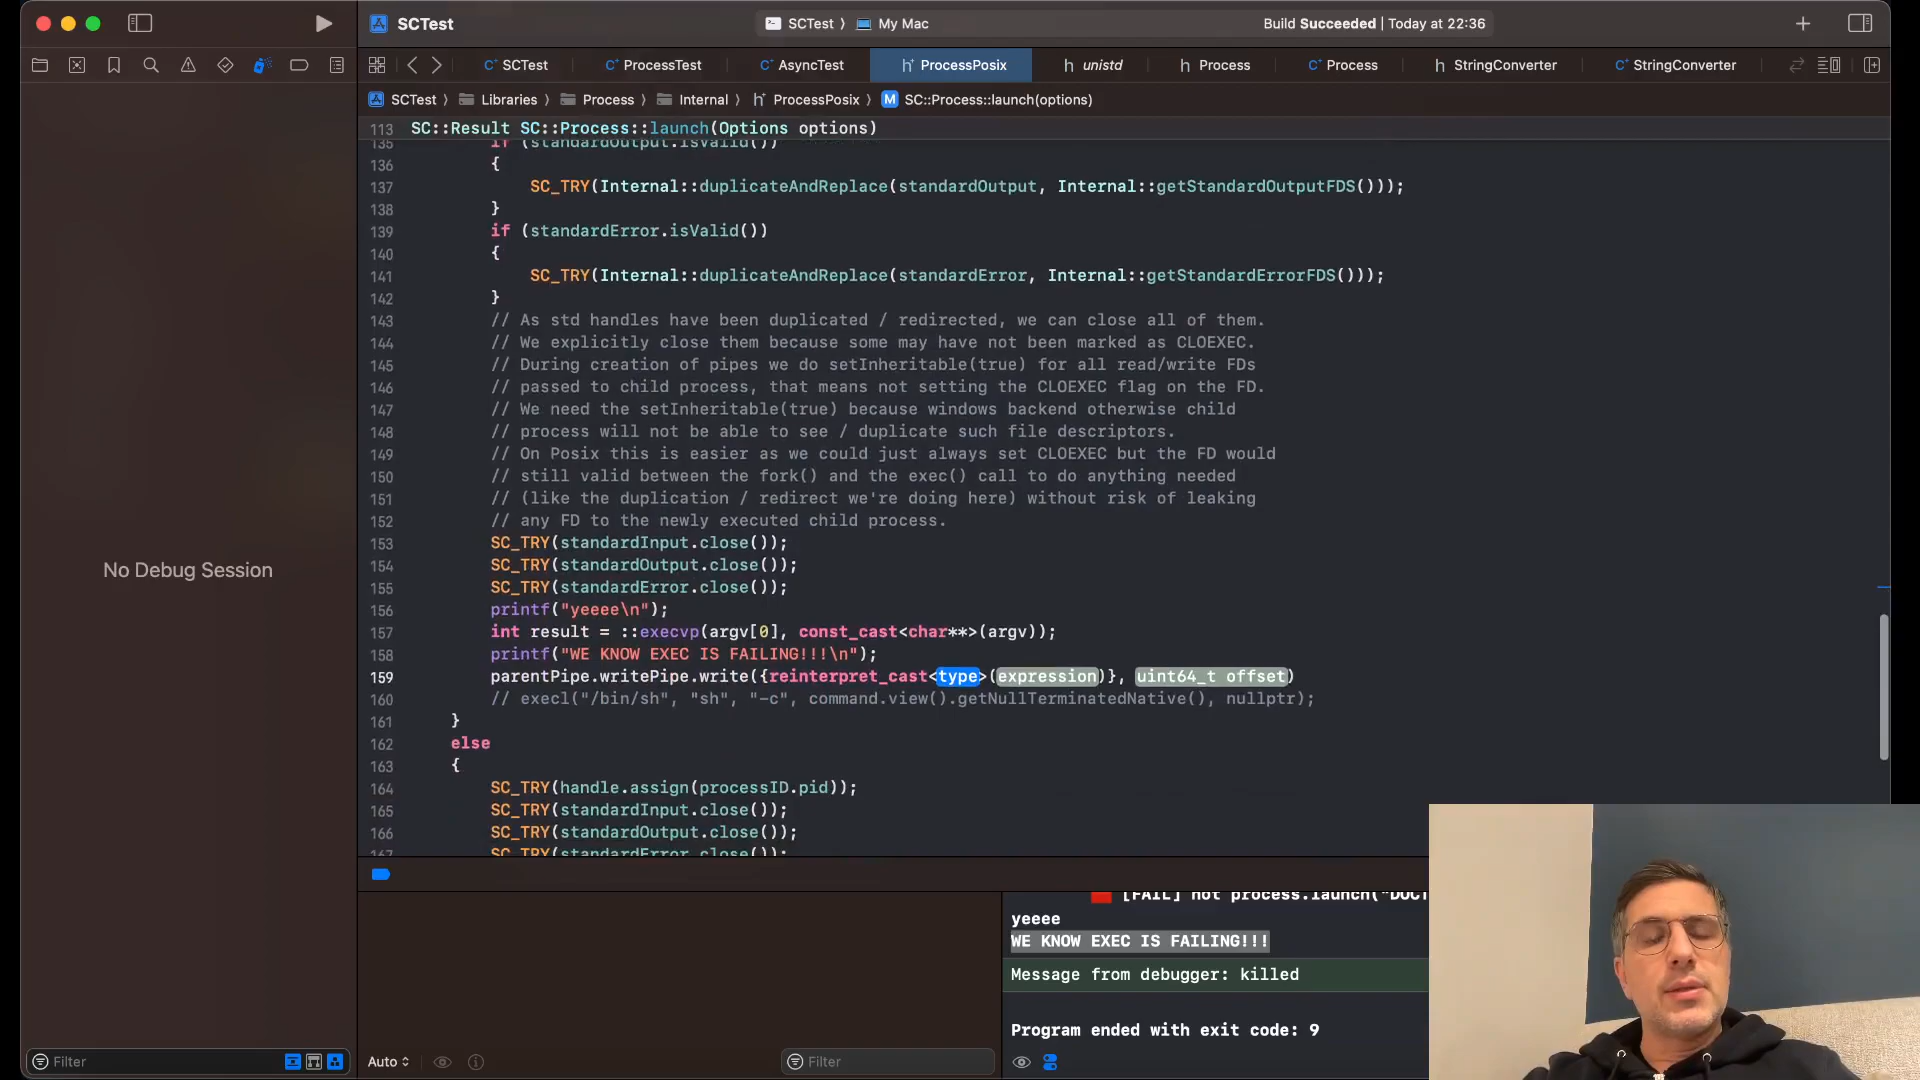 SCTest
SCTest 〉 My Mac
Build Succeeded | Today at 22:36
SCTest
ProcessTest
AsyncTest
ProcessPosix
unistd
Process
Process
StringConverter
StringConverter
SCTest 〉 Libraries 〉 Process 〉 Internal 〉 ProcessPosix 〉 M SC::Process::launch(options)
113 SC::Result SC::Process::launch(Options options)
135 if (standardOutput.isValid())
136 {
137 SC_TRY(Internal::duplicateAndReplace(standardOutput, Internal::getStandardOutputFDS()));
138 }
139 if (standardError.isValid())
140 {
141 SC_TRY(Internal::duplicateAndReplace(standardError, Internal::getStandardErrorFDS()));
142 }
143 // As std handles have been duplicated / redirected, we can close all of them.
144 // We explicitly close them because some may have not been marked as CLOEXEC.
145 // During creation of pipes we do setInheritable(true) for all read/write FDs
146 // passed to child process, that means not setting the CLOEXEC flag on the FD.
147 // We need the setInheritable(true) because windows backend otherwise child
148 // process will not be able to see / duplicate such file descriptors.
149 // On Posix this is easier as we could just always set CLOEXEC but the FD would
150 // still valid between the fork() and the exec() call to do anything needed
151 // (like the duplication / redirect we're doing here) without risk of leaking
152 // any FD to the newly executed child process.
153 SC_TRY(standardInput.close());
154 SC_TRY(standardOutput.close());
155 SC_TRY(standardError.close());
156 printf("yeeee\n");
157 int result = ::execvp(argv[0], const_cast<char**>(argv));
158 printf("WE KNOW EXEC IS FAILING!!!\n");
159 parentPipe.writePipe.write({reinterpret_cast<type>(expression)}, uint64_t offset)
160 // execl("/bin/sh", "sh", "-c", command.view().getNullTerminatedNative(), nullptr);
161 }
162 else
163 {
164 SC_TRY(handle.assign(processID.pid));
165 SC_TRY(standardInput.close());
166 SC_TRY(standardOutput.close());
167 SC_TRY(standardError.close());
No Debug Session
[FAIL] not process.launch("DOCT
yeeee
WE KNOW EXEC IS FAILING!!!
Message from debugger: killed
Program ended with exit code: 9
Filter
Auto
Filter